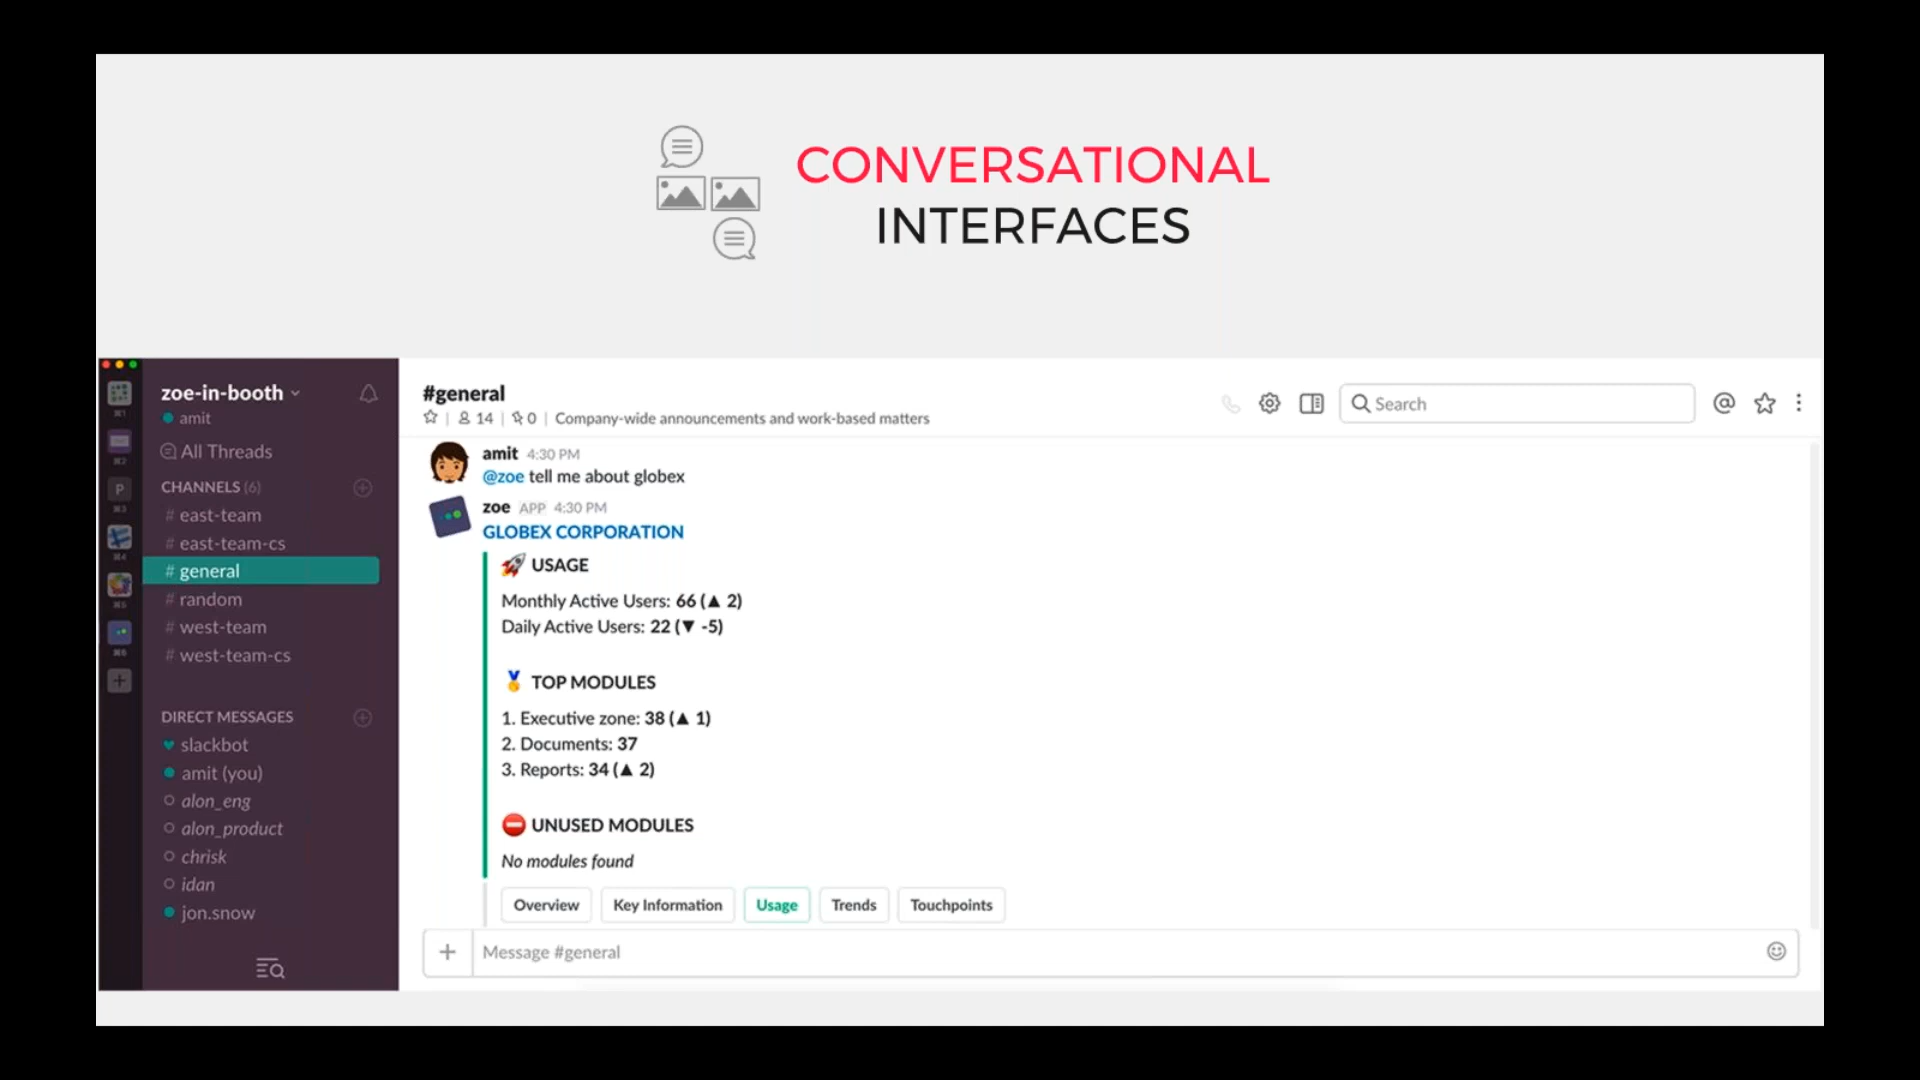 CONVERSATIONAL
INTERFACES
zoe-in-booth
amit
All Threads
CHANNELS (6)
# east-team
# east-team-cs
# general
# random
# west-team
# west-team-cs
DIRECT MESSAGES
slackbot
amit (you)
alon_eng
alon_product
chrisk
idan
jon.snow
P
#general
14 | 0 | Company-wide announcements and work-based matters
Search
amit 4:30 PM
@zoe tell me about globex
zoe APP 4:30 PM
GLOBEX CORPORATION
USAGE
Monthly Active Users: 66 (▲ 2)
Daily Active Users: 22 (▼ -5)
TOP MODULES
1. Executive zone: 38 (▲ 1)
2. Documents: 37
3. Reports: 34 (▲ 2)
UNUSED MODULES
No modules found
Overview Key Information Usage Trends Touchpoints
Message #general